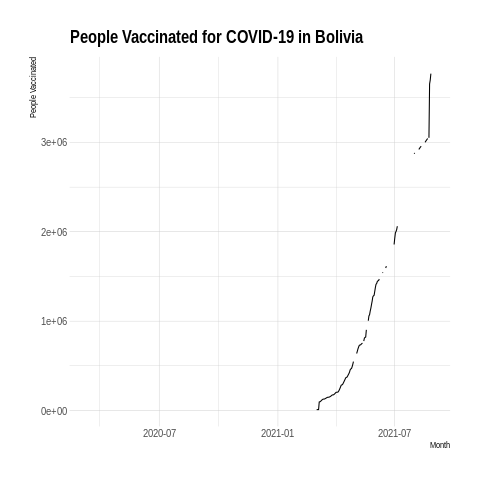 People Vaccinated for COVID-19 in Bolivia
People Vaccinated
3e+06
2e+06
1e+06
0e+00
2020-07 2021-01 2021-07
Month